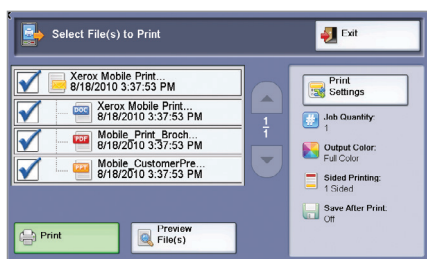 Select File(s) to Print
Exit
Xerox Mobile Print...
8/18/2010 3:37:53 PM
DOC
Xerox Mobile Print...
8/18/2010 3:37:53 PM
PDF
Mobile_Print_Broch...
8/18/2010 3:37:53 PM
PPT
Mobile_CustomerPre...
8/18/2010 3:37:53 PM
1
1
Print
Settings
Job Quantity:
1
Output Color:
Full Color
Sided Printing:
1 Sided
Save After Print:
Off
Print
Preview
File(s)